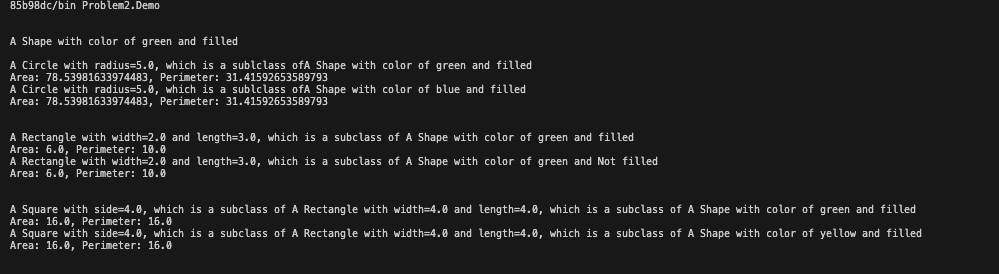 85b98dc/bin Problem2.Demo
A Shape with color of green and filled
A Circle with radius=5.0, which is a sublclass ofA Shape with color of green and filled
Area: 78.53981633974483, Perimeter: 31.41592653589793
A Circle with radius=5.0, which is a sublclass ofA Shape with color of blue and filled
Area: 78.53981633974483, Perimeter: 31.41592653589793
A Rectangle with width=2.0 and length=3.0, which is a subclass of A Shape with color of green and filled
Area: 6.0, Perimeter: 10.0
A Rectangle with width=2.0 and length=3.0, which is a subclass of A Shape with color of green and Not filled
Area: 6.0, Perimeter: 10.0
A Square with side=4.0, which is a subclass of A Rectangle with width=4.0 and length=4.0, which is a subclass of A Shape with color of green and filled
Area: 16.0, Perimeter: 16.0
A Square with side=4.0, which is a subclass of A Rectangle with width=4.0 and length=4.0, which is a subclass of A Shape with color of yellow and filled
Area: 16.0, Perimeter: 16.0